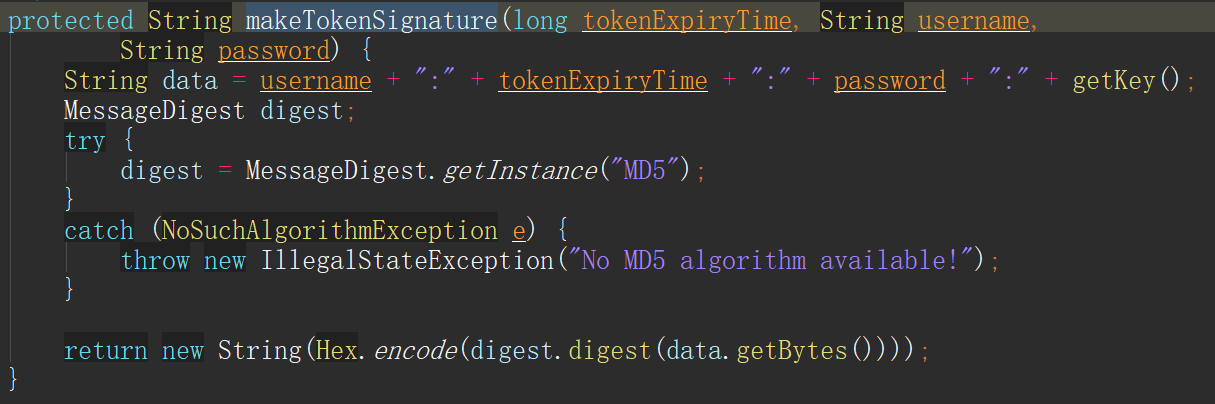 protected String makeTokenSignature(long tokenExpiryTime, String username,
String password) {
String data = username + ":" + tokenExpiryTime + ":" + password + ":" + getKey();
MessageDigest digest;
try {
digest = MessageDigest.getInstance("MD5");
}
catch (NoSuchAlgorithmException e) {
throw new IllegalStateException("No MD5 algorithm available!");
}
return new String(Hex.encode(digest.digest(data.getBytes())));
}